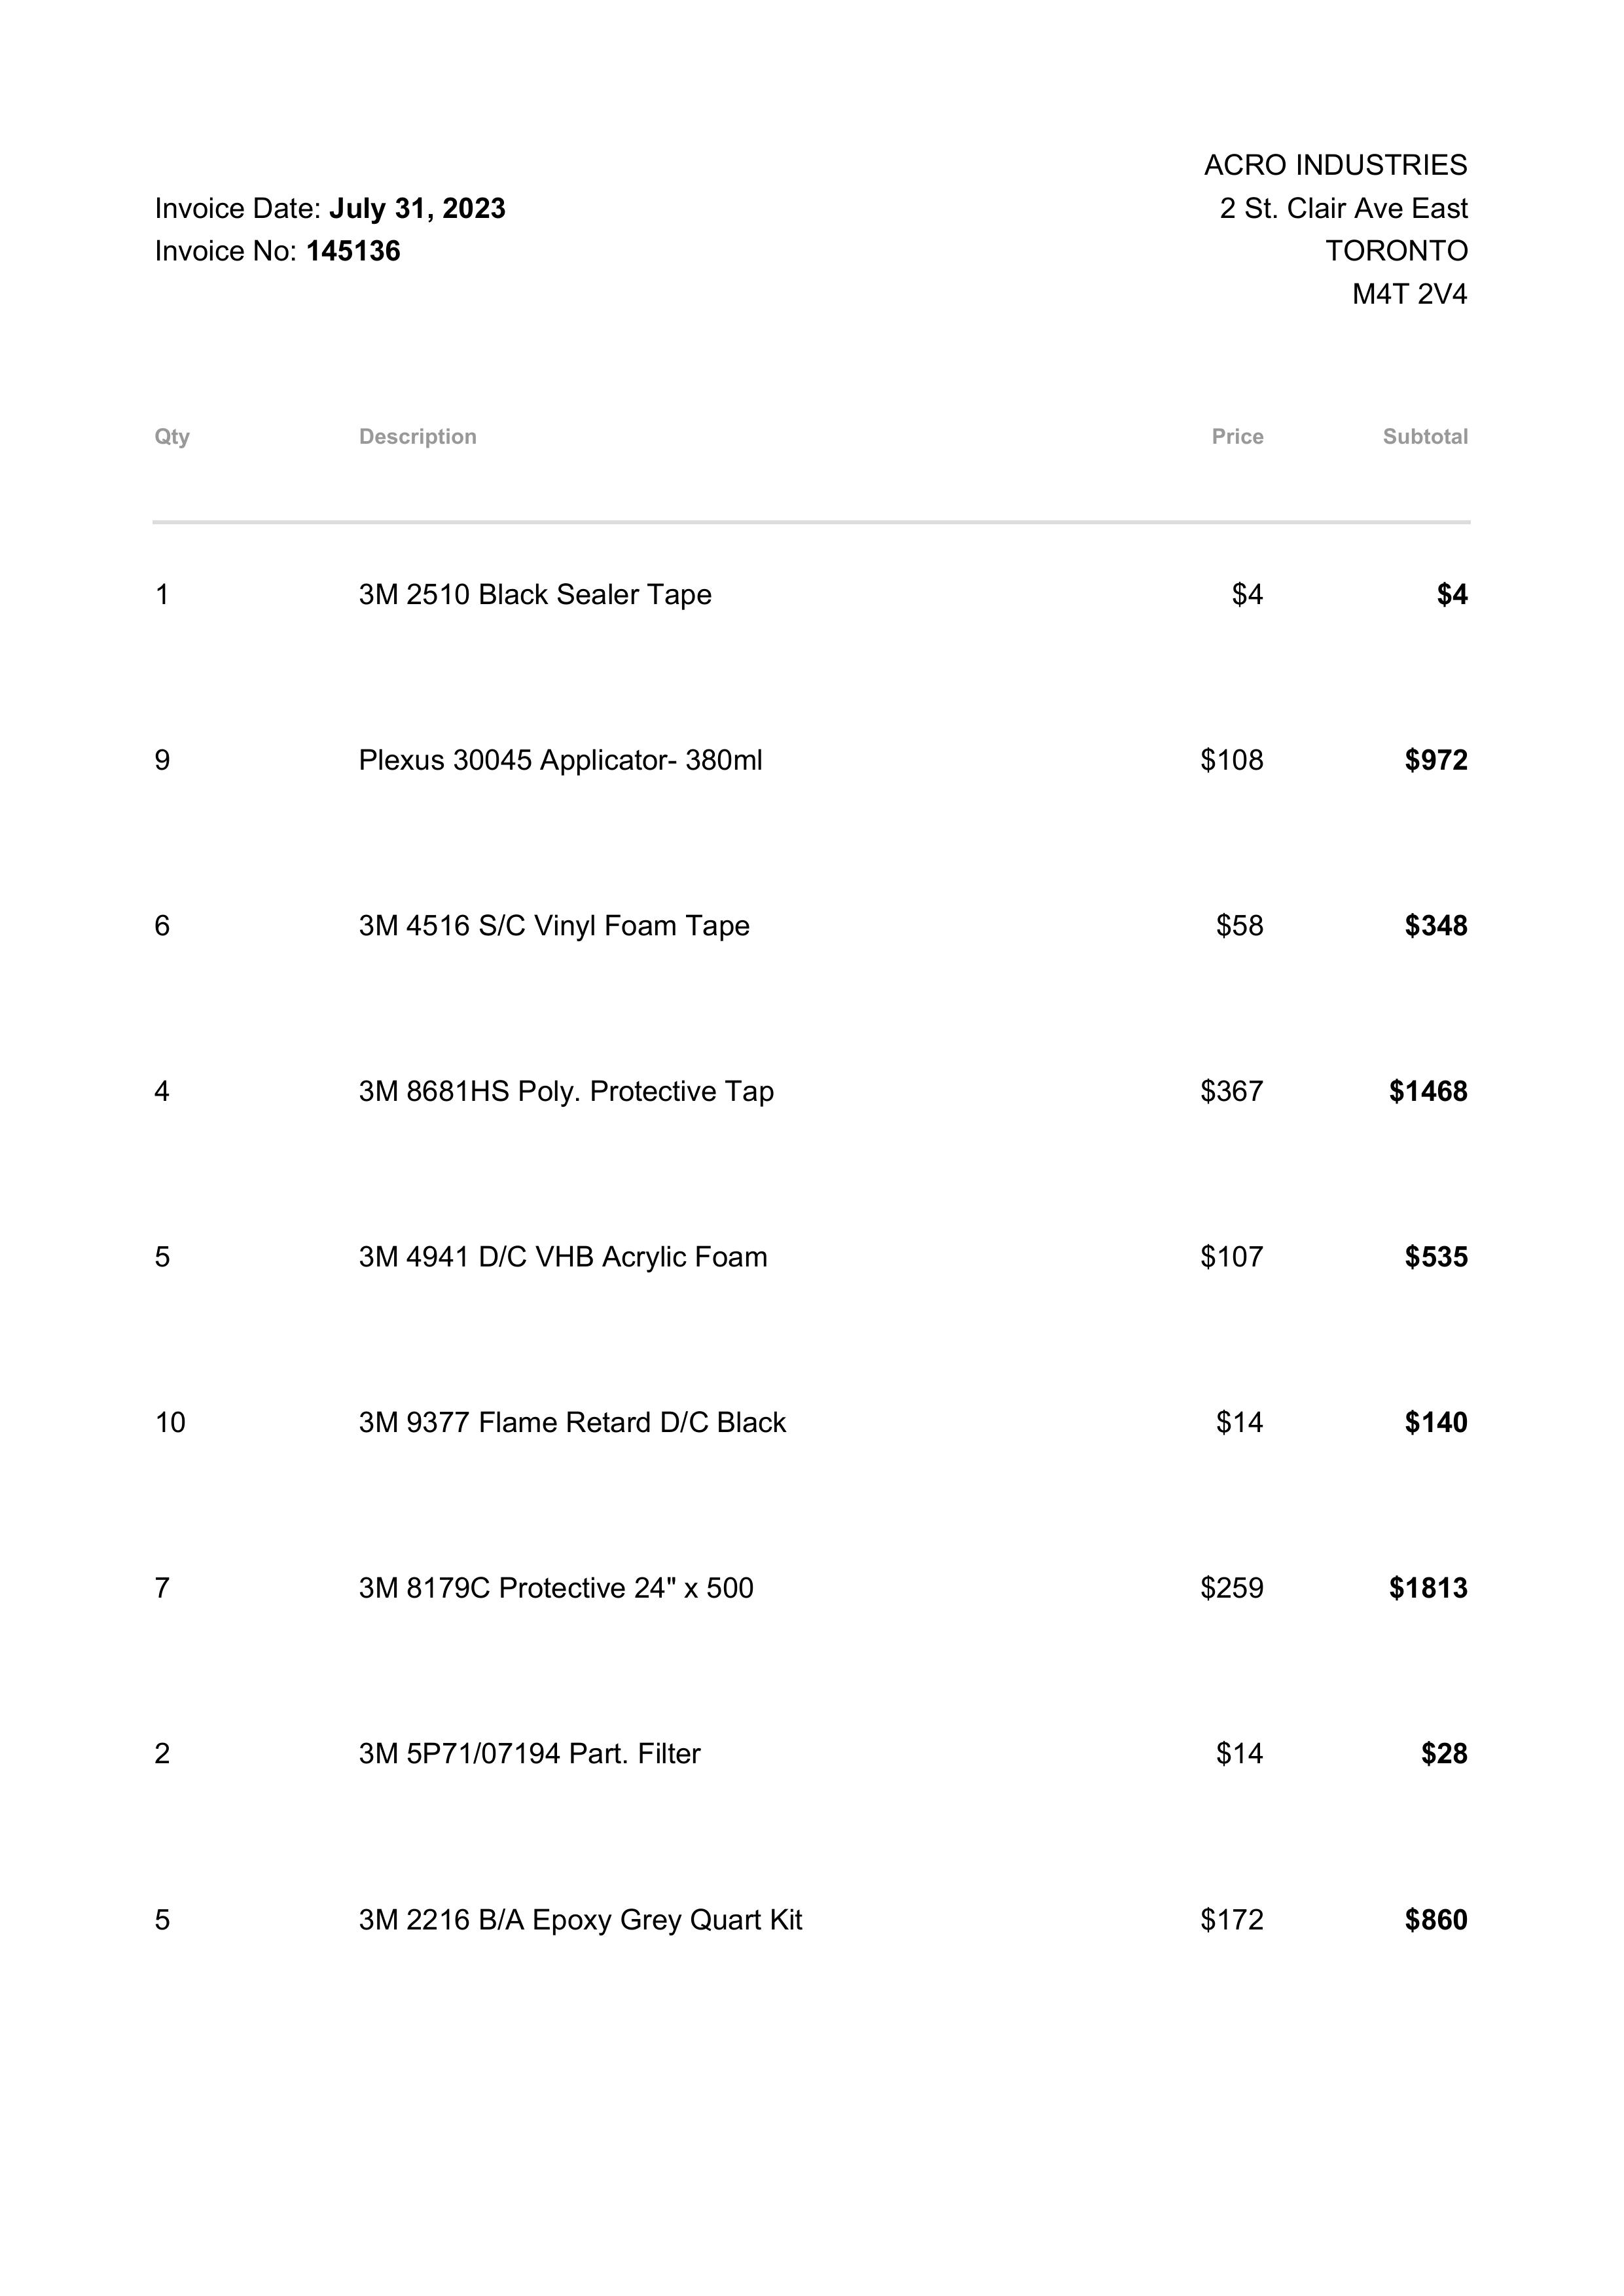 ACRO INDUSTRIES
Invoice Date: July 31, 2023 2 St. Clair Ave East
Invoice No: 145136 TORONTO
M4T 2V4
Qty Description Price Subtotal
1 3M 2510 Black Sealer Tape $4 $4
9 Plexus 30045 Applicator- 380ml $108 $972
6 3M 4516 S/C Vinyl Foam Tape $58 $348
4 3M 8681HS Poly. Protective Tap $367 $1468
5 3M 4941 D/C VHB Acrylic Foam $107 $535
10 3M 9377 Flame Retard D/C Black $14 $140
7 3M 8179C Protective 24" x 500 $259 $1813
2 3M 5P71/07194 Part. Filter $14 $28
5 3M 2216 B/A Epoxy Grey Quart Kit $172 $860